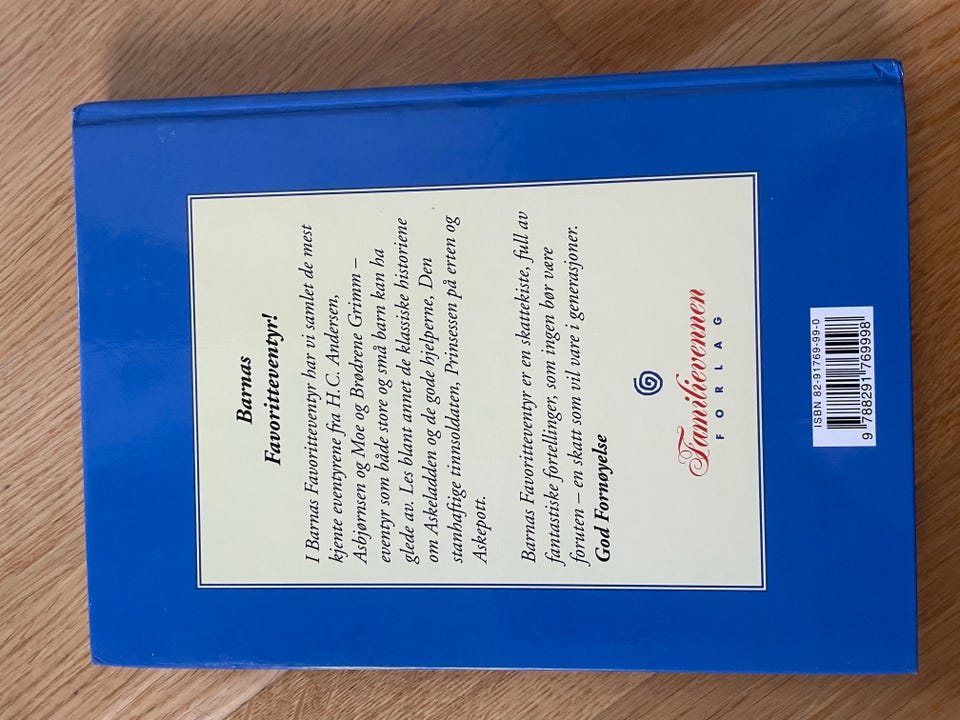 Barnas
Favoritteventyr!
I Barnas Favoritteventyr har vi samlet de mest
kjente eventyrene fra H.C. Andersen,
Asbjørnsen og Moe og Brødrene Grimm –
eventyr som både store og små barn kan ha
glede av. Les blant annet de klassiske historiene
om Askeladden og de gode hjelperne, Den
stanhaftige tinnsoldaten, Prinsessen på erten og
Askepott.
Barnas Favoritteventyr er en skattekiste, full av
fantastiske fortellinger, som ingen bør være
foruten – en skatt som vil vare i generasjoner.
God Fornøyelse
Familievennen
FORLAG
ISBN 82-91769-99-0
9 788291 769998